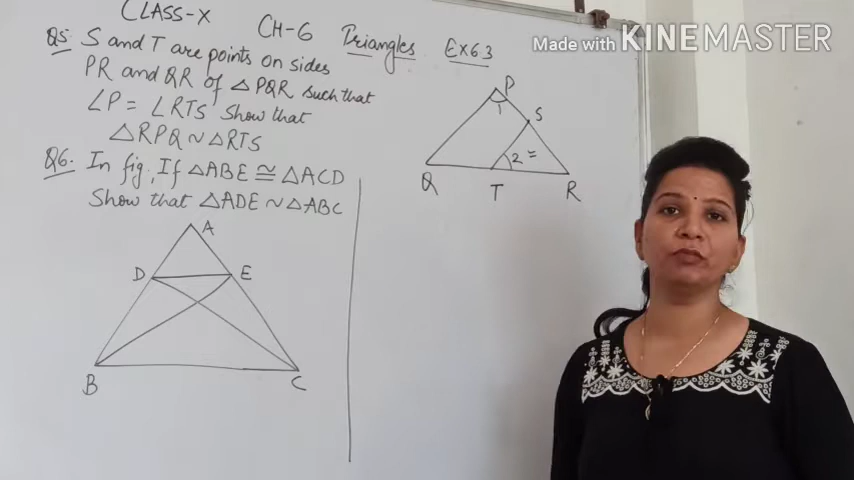 CLASS-X CH-6 Triangles EX 6.3
Q5. S and T are points on sides
PR and QR of △PQR such that
∠P = ∠RTS Show that
△RPQ ~ △RTS
Q6. In fig, If △ABE ≅ △ACD
Show that △ADE ~ △ABC
A
D E
B C
P
1
S
2 =
Q T R
Made with KINEMASTER